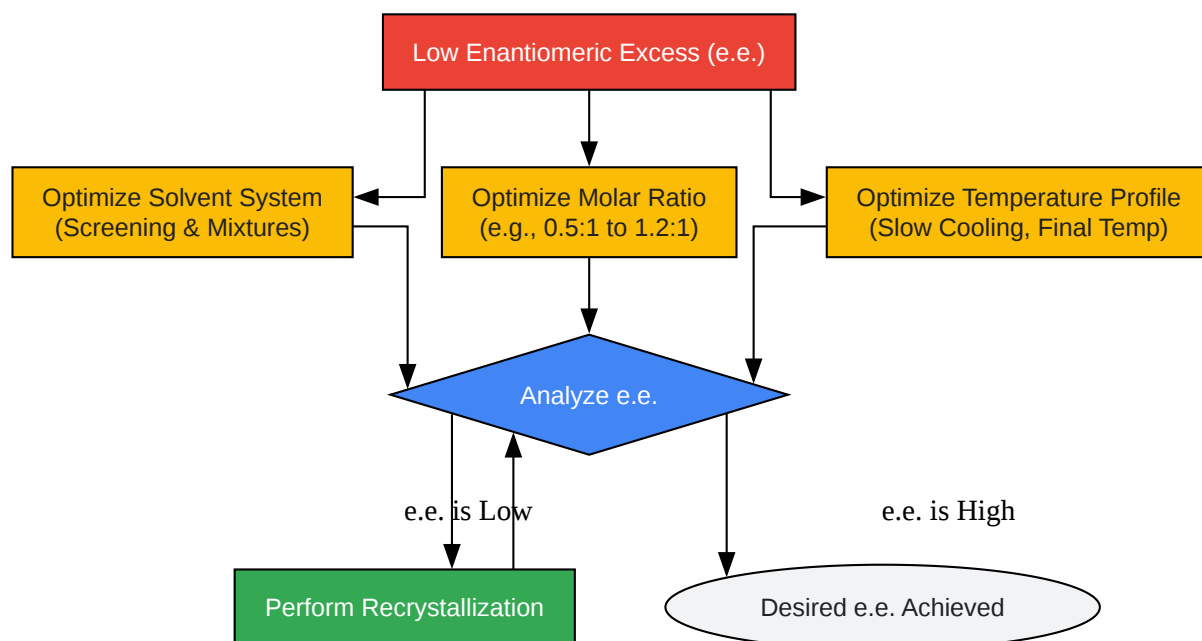 Low Enantiomeric Excess (e.e.)
Optimize Solvent System
(Screening & Mixtures)
Optimize Molar Ratio
(e.g., 0.5:1 to 1.2:1)
Optimize Temperature Profile
(Slow Cooling, Final Temp)
Analyze e.e.
e.e. is Low
e.e. is High
Perform Recrystallization
Desired e.e. Achieved